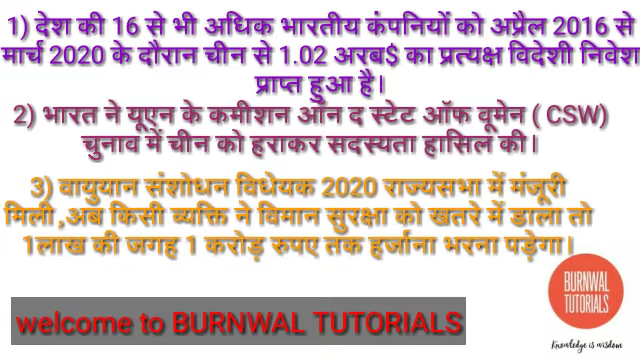 1) देश की 16 से भी अधिक भारतीय कंपनियों को अप्रैल 2016 से
मार्च 2020 के दौरान चीन से 1.02 अरब$ का प्रत्यक्ष विदेशी निवेश
प्राप्त हुआ है।
2) भारत ने यूएन के कमीशन ऑन द स्टेट ऑफ वूमेन ( CSW)
चुनाव में चीन को हराकर सदस्यता हासिल की।
3) वायुयान संशोधन विधेयक 2020 राज्यसभा में मंजूरी
मिली ,अब किसी व्यक्ति ने विमान सुरक्षा को खतरे में डाला तो
1लाख की जगह 1 करोड़ रुपए तक हर्जाना भरना पड़ेगा।
BURNWAL
TUTORIALS
Knowledge is wisdom
welcome to BURNWAL TUTORIALS